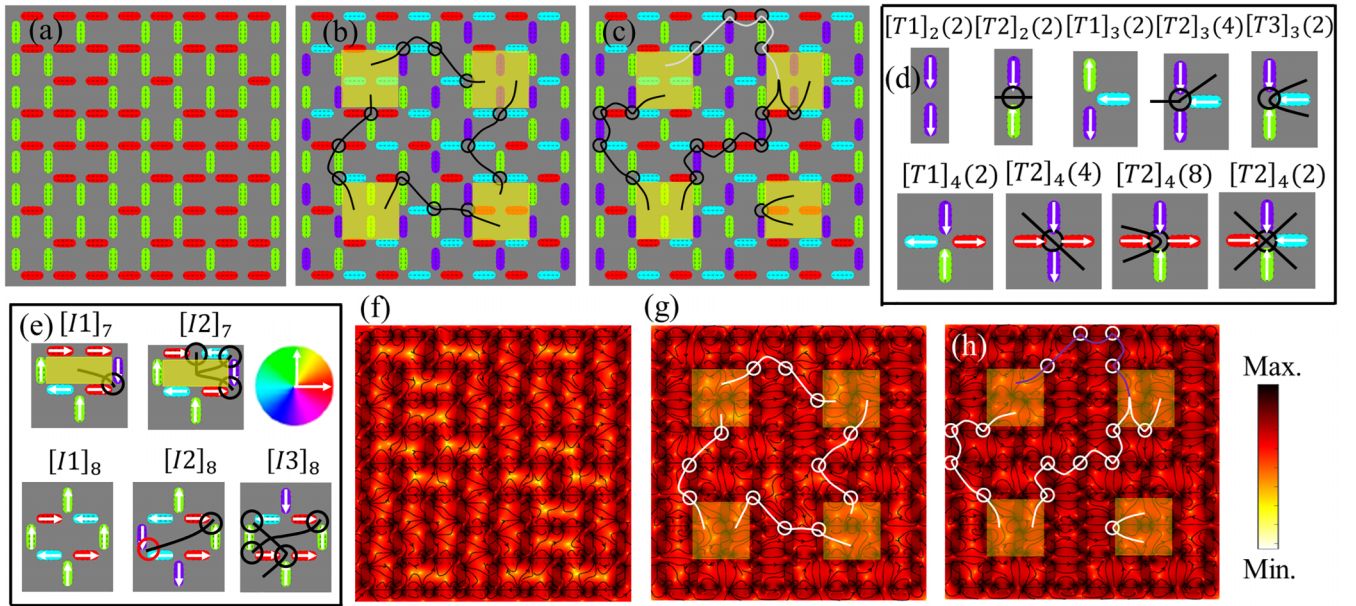 (a)
(b)
(c)
(d)
[T1]₂(2) [T2]₂(2) [T1]₃(2) [T2]₃(4) [T3]₃(2)
[T1]₄(2) [T2]₄(4) [T2]₄(8) [T2]₄(2)
(e)
[I1]₇ [I2]₇
[I1]₈ [I2]₈ [I3]₈
(f)
(g)
(h)
Max.
Min.